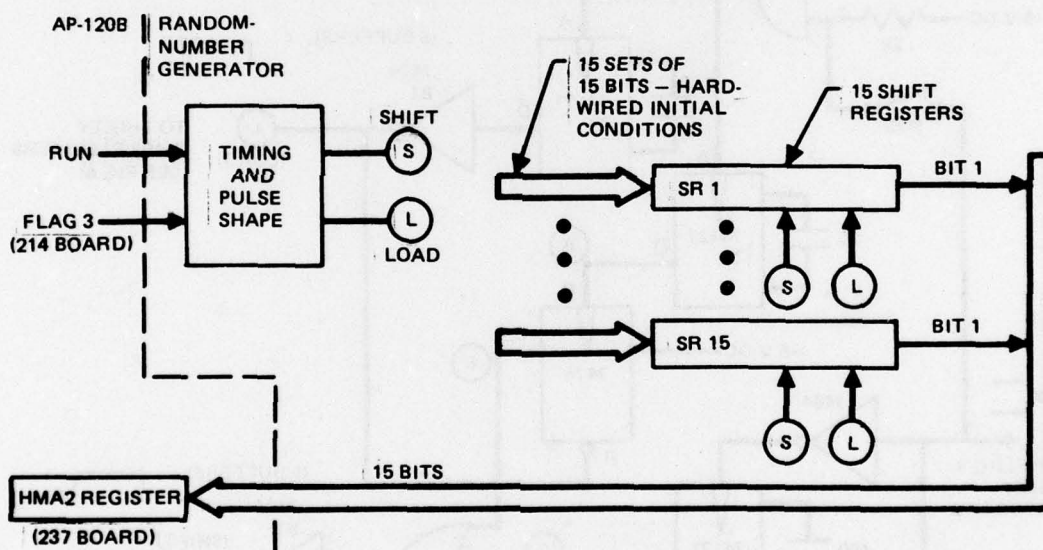 AP-120B
RANDOM-
NUMBER
GENERATOR
RUN
FLAG 3
(214 BOARD)
TIMING
AND
PULSE
SHAPE
SHIFT
S
L
LOAD
15 SETS OF
15 BITS – HARD-
WIRED INITIAL
CONDITIONS
15 SHIFT
REGISTERS
SR 1
BIT 1
S
L
SR 15
BIT 1
S
L
15 BITS
HMA2 REGISTER
(237 BOARD)